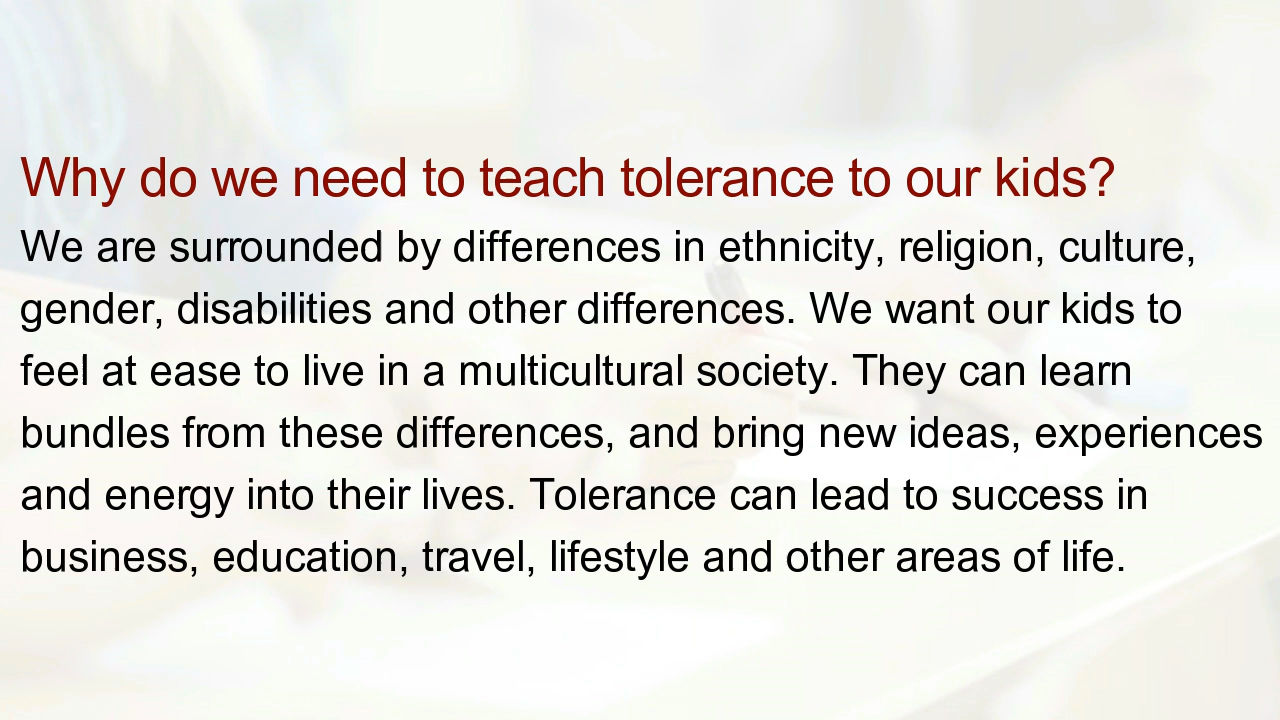 Why do we need to teach tolerance to our kids?
We are surrounded by differences in ethnicity, religion, culture,
gender, disabilities and other differences. We want our kids to
feel at ease to live in a multicultural society. They can learn
bundles from these differences, and bring new ideas, experiences
and energy into their lives. Tolerance can lead to success in
business, education, travel, lifestyle and other areas of life.